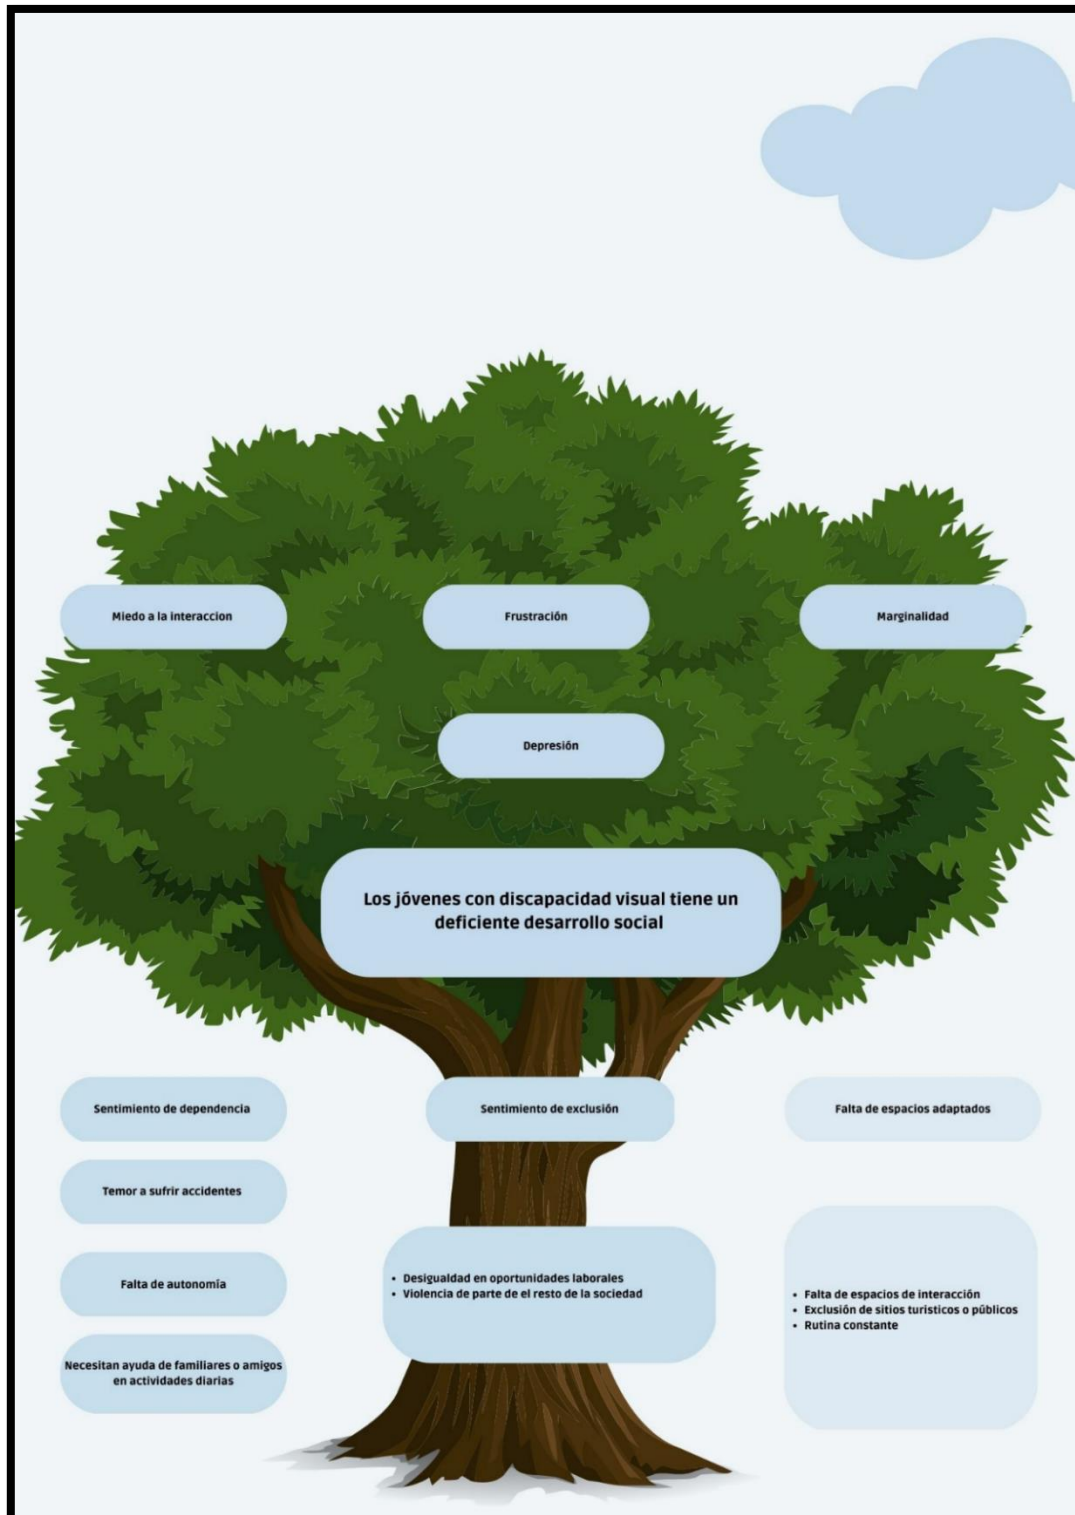 Miedo a la interaccion
Frustración
Marginalidad
Depresión
Los jóvenes con discapacidad visual tiene un
deficiente desarrollo social
Sentimiento de dependencia
Sentimiento de exclusión
Falta de espacios adaptados
Temor a sufrir accidentes
Falta de autonomía
• Desigualdad en oportunidades laborales
• Violencia de parte de el resto de la sociedad
• Falta de espacios de interacción
• Exclusión de sitios turisticos o públicos
• Rutina constante
Necesitan ayuda de familiares o amigos
en actividades diarias